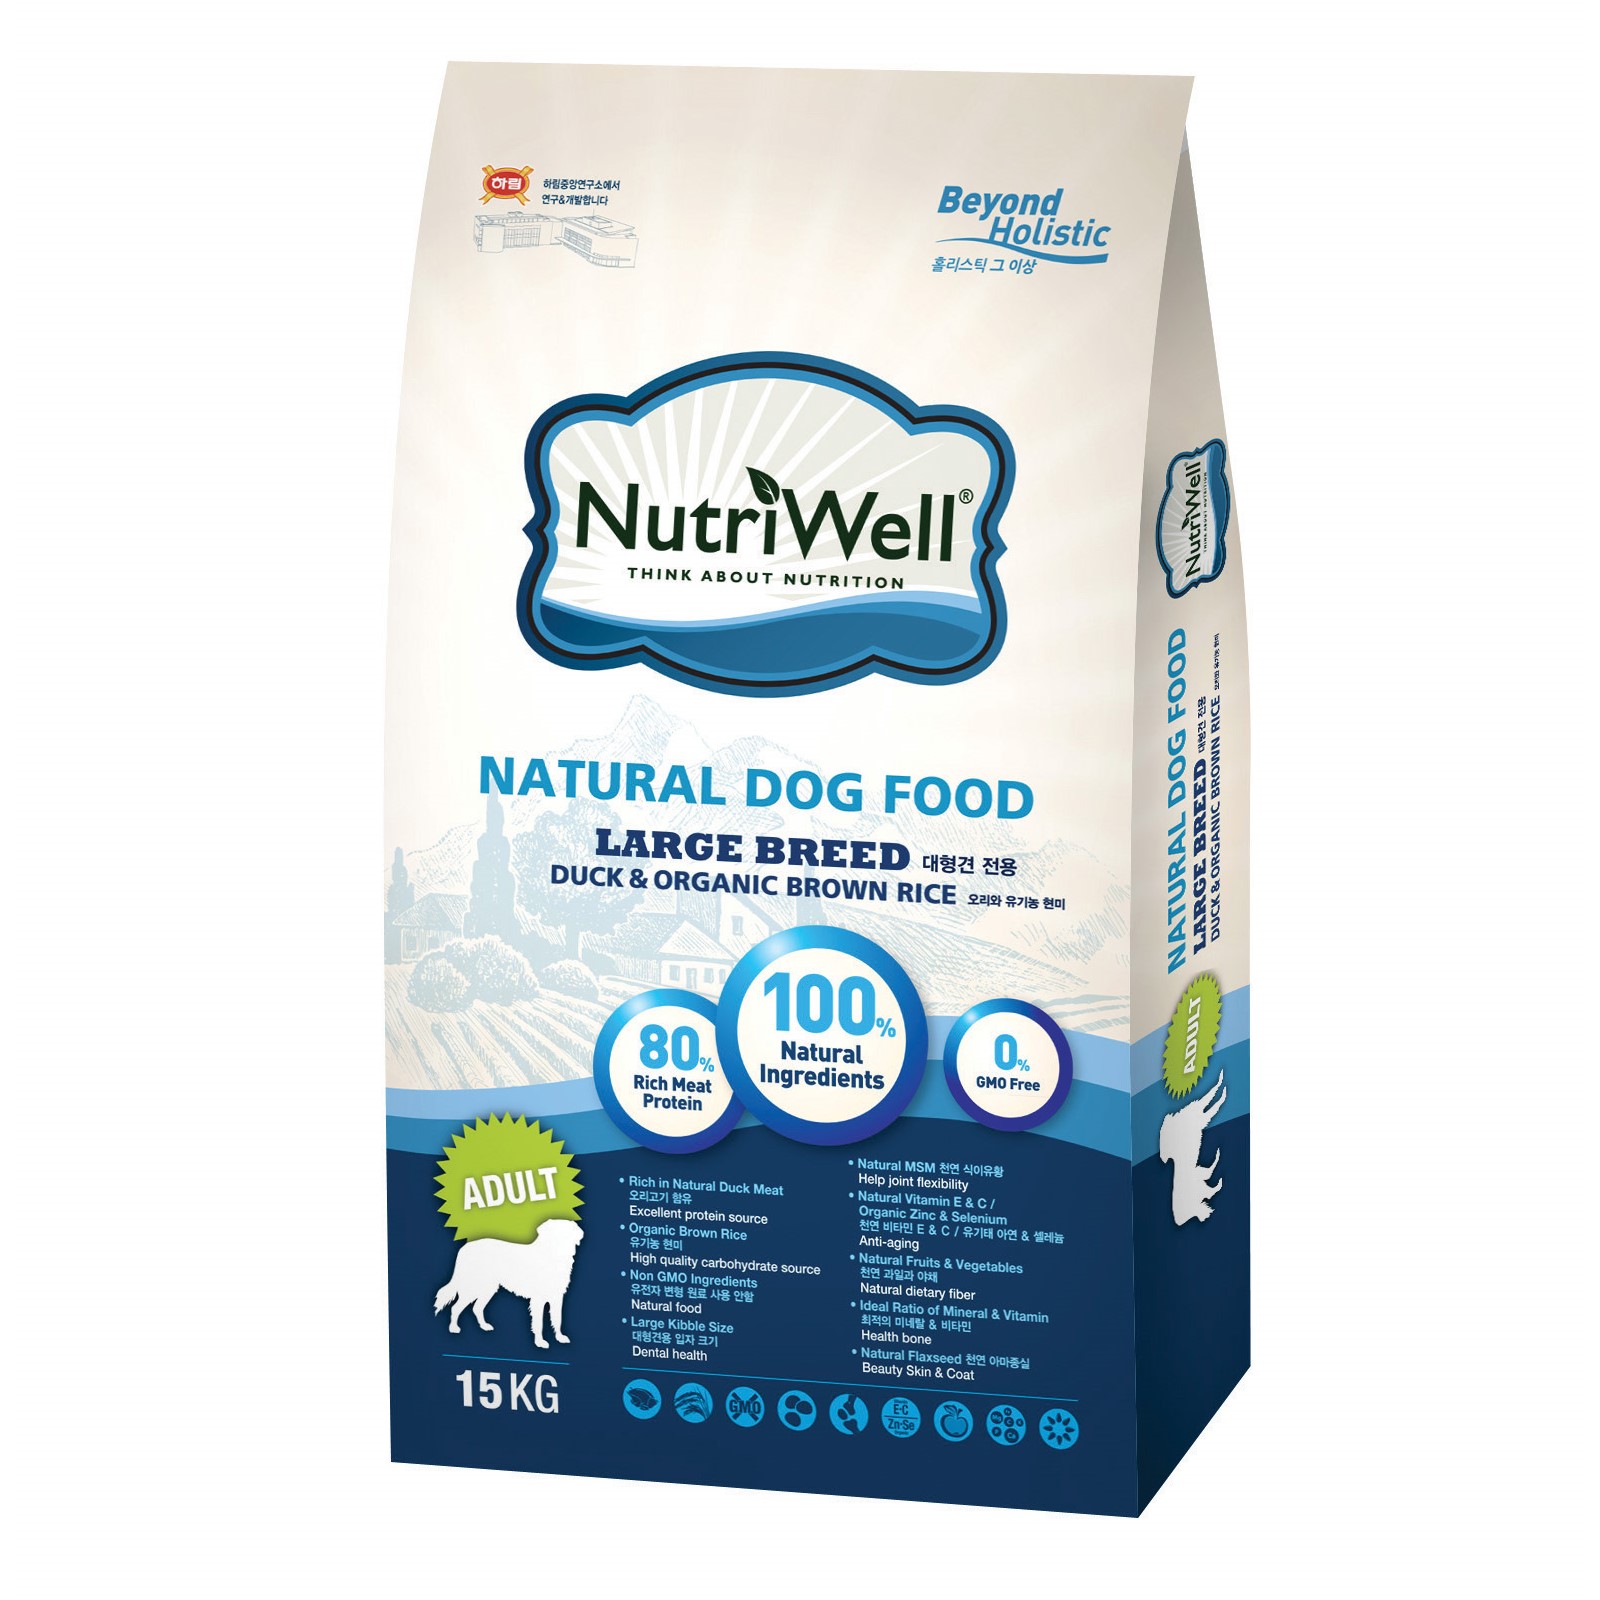 하림
하림중앙연구소에서
연구&개발합니다
Beyond
Holistic
홀리스틱 그 이상
NutriWell®
THINK ABOUT NUTRITION
NATURAL DOG FOOD
LARGE BREED 대형견 전용
DUCK & ORGANIC BROWN RICE 오리와 유기농 현미
80%
Rich Meat
Protein
100%
Natural
Ingredients
0%
GMO Free
ADULT
15KG
• Rich in Natural Duck Meat
오리고기 함유
Excellent protein source
• Organic Brown Rice
유기농 현미
High quality carbohydrate source
• Non GMO Ingredients
유전자 변형 원료 사용 안함
Natural food
• Large Kibble Size
대형견용 입자 크기
Dental health
• Natural MSM 천연 식이유황
Help joint flexibility
• Natural Vitamin E & C /
Organic Zinc & Selenium
천연 비타민 E & C / 유기태 아연 & 셀레늄
Anti-aging
• Natural Fruits & Vegetables
천연 과일과 야채
Natural dietary fiber
• Ideal Ratio of Mineral & Vitamin
최적의 미네랄 & 비타민
Health bone
• Natural Flaxseed 천연 아마종실
Beauty Skin & Coat
GMO
E·C
Zn·Se
NutriWell®
THINK ABOUT NUTRITION
NATURAL DOG FOOD
LARGE BREED 대형견 전용
DUCK & ORGANIC BROWN RICE 오리와 유기농 현미
ADULT